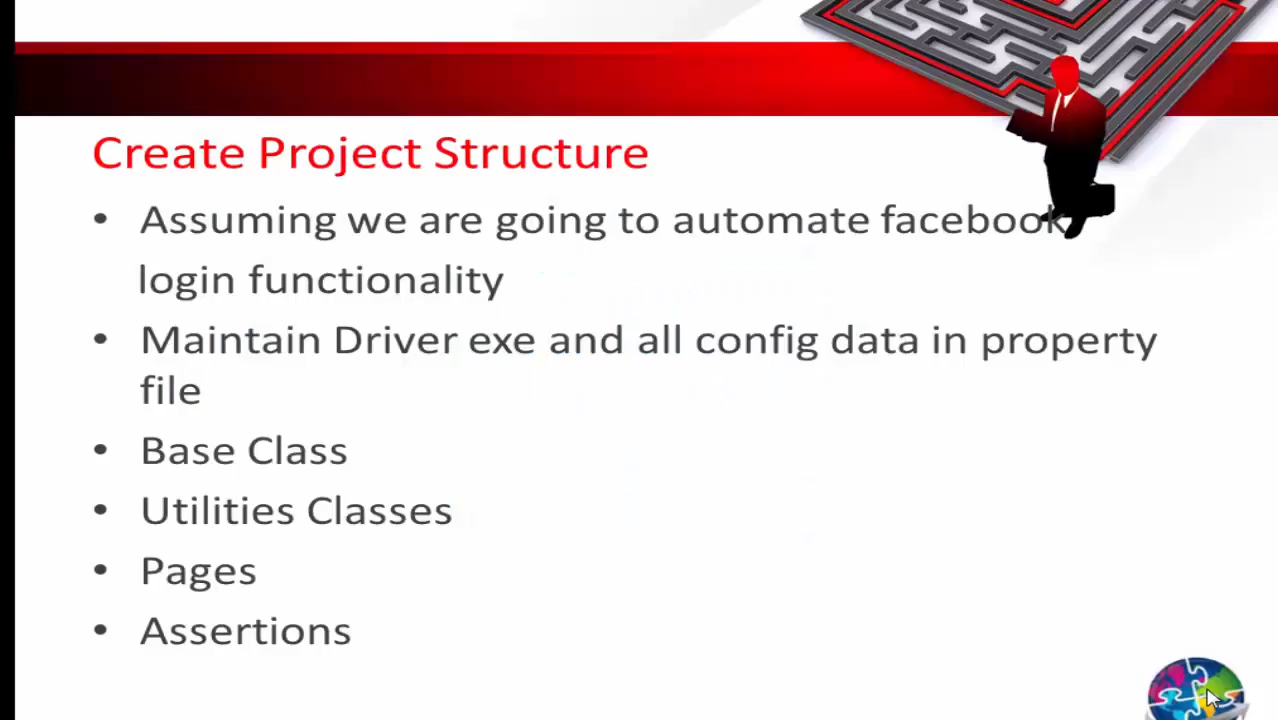 Create Project Structure
• Assuming we are going to automate facebook
login functionality
• Maintain Driver exe and all config data in property
file
• Base Class
• Utilities Classes
• Pages
• Assertions